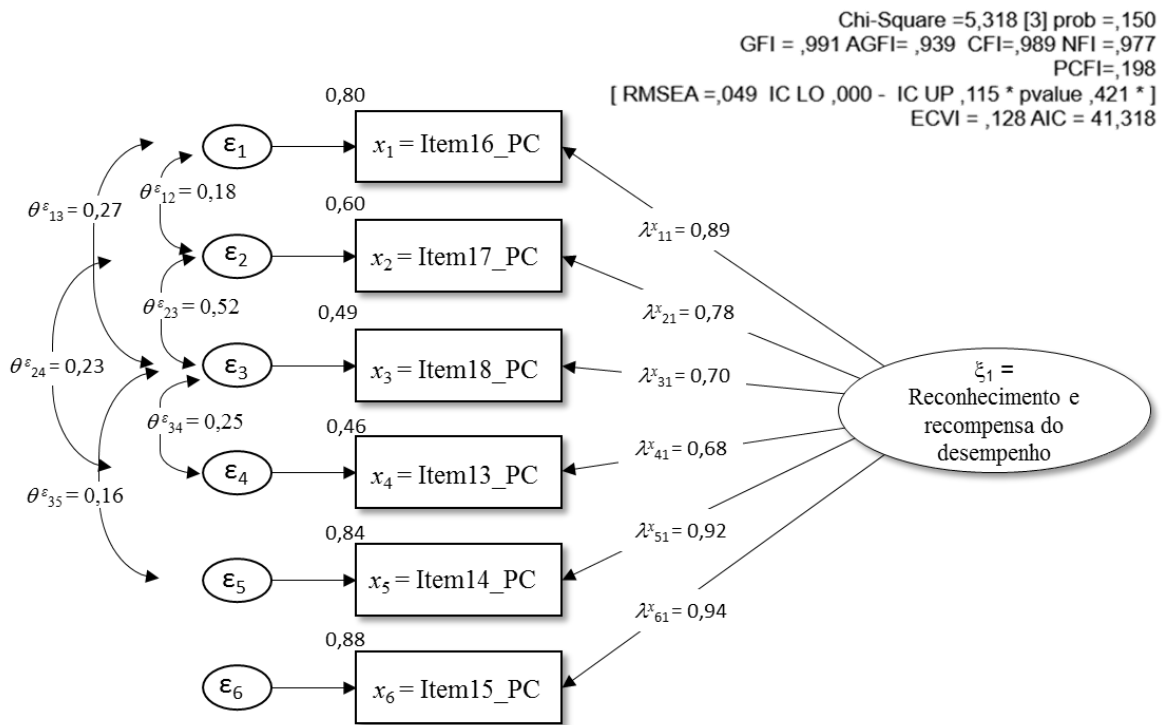 Chi-Square =5,318 [3] prob =,150
GFI = ,991 AGFI= ,939 CFI=,989 NFI =,977
PCFI=,198
[ RMSEA =,049 IC LO ,000 - IC UP ,115 * pvalue ,421 * ]
ECVI = ,128 AIC = 41,318
0,80
ε1
x1 = Item16_PC
θε12 = 0,18
θε13 = 0,27
0,60
λx11= 0,89
ε2
x2 = Item17_PC
θε23 = 0,52
0,49
λx21= 0,78
θε24 = 0,23
ε3
x3 = Item18_PC
λx31= 0,70
ξ1 =
Reconhecimento e
recompensa do
desempenho
θε34 = 0,25
0,46
λx41= 0,68
ε4
x4 = Item13_PC
θε35 = 0,16
0,84
λx51= 0,92
ε5
x5 = Item14_PC
λx61= 0,94
0,88
ε6
x6 = Item15_PC